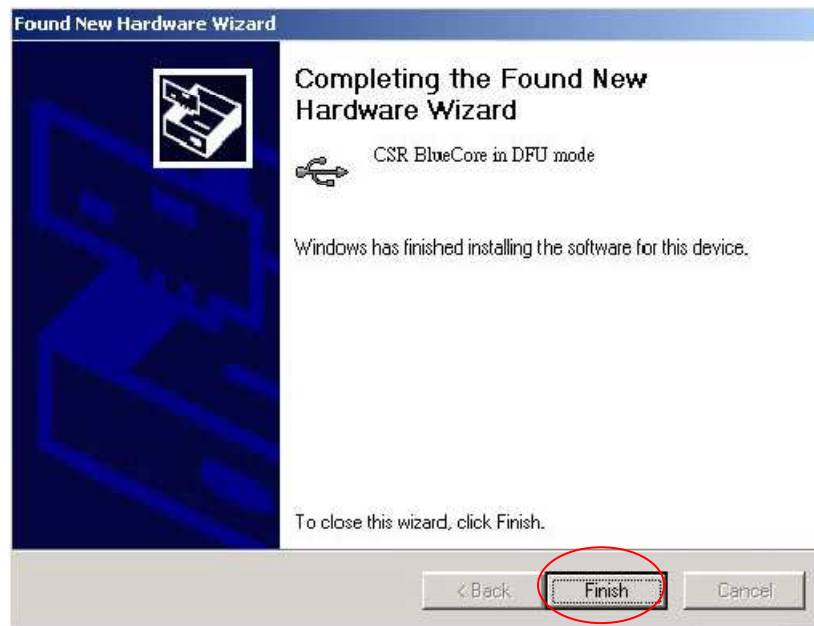 Found New Hardware Wizard
Completing the Found New
Hardware Wizard
CSR BlueCore in DFU mode
Windows has finished installing the software for this device.
To close this wizard, click Finish.
< Back Finish Cancel